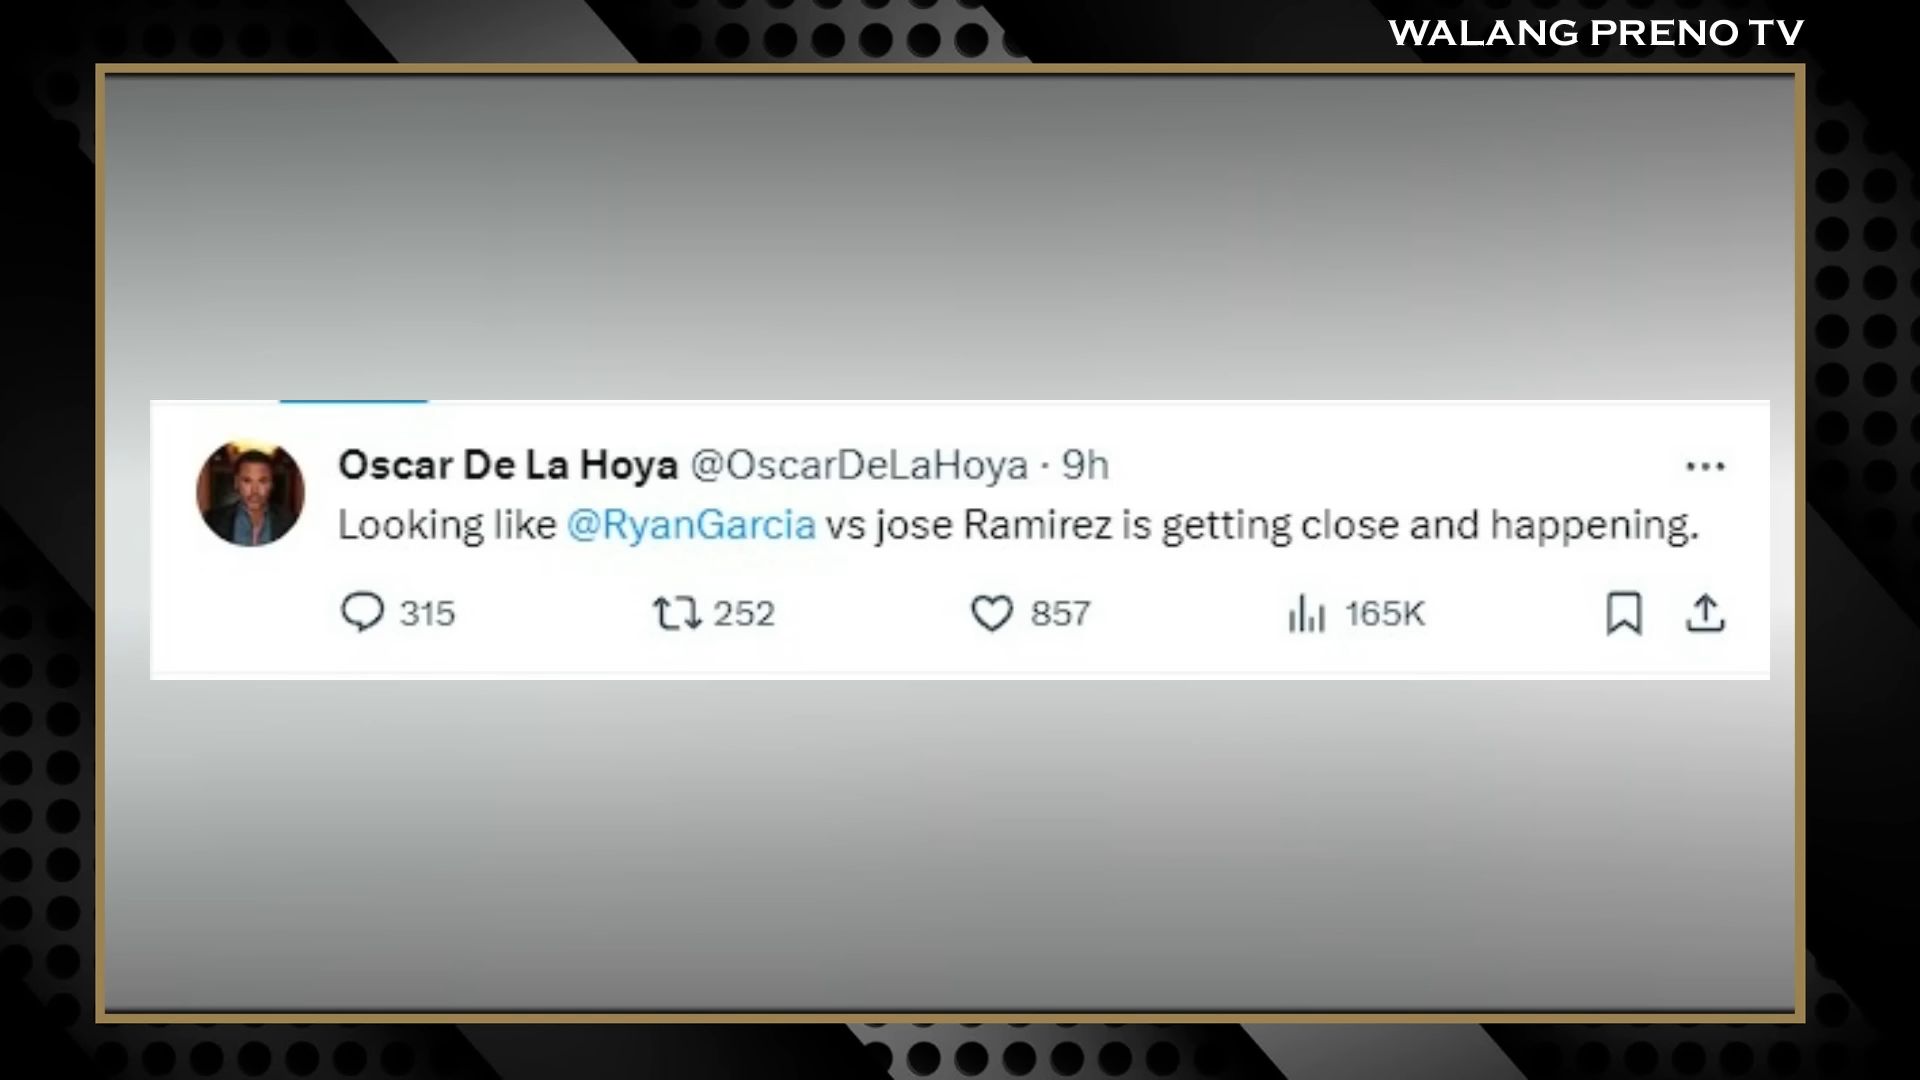 WALANG PRENO TV
Oscar De La Hoya @OscarDeLaHoya · 9h
Looking like @RyanGarcia vs jose Ramirez is getting close and happening.
315 252 857 165K